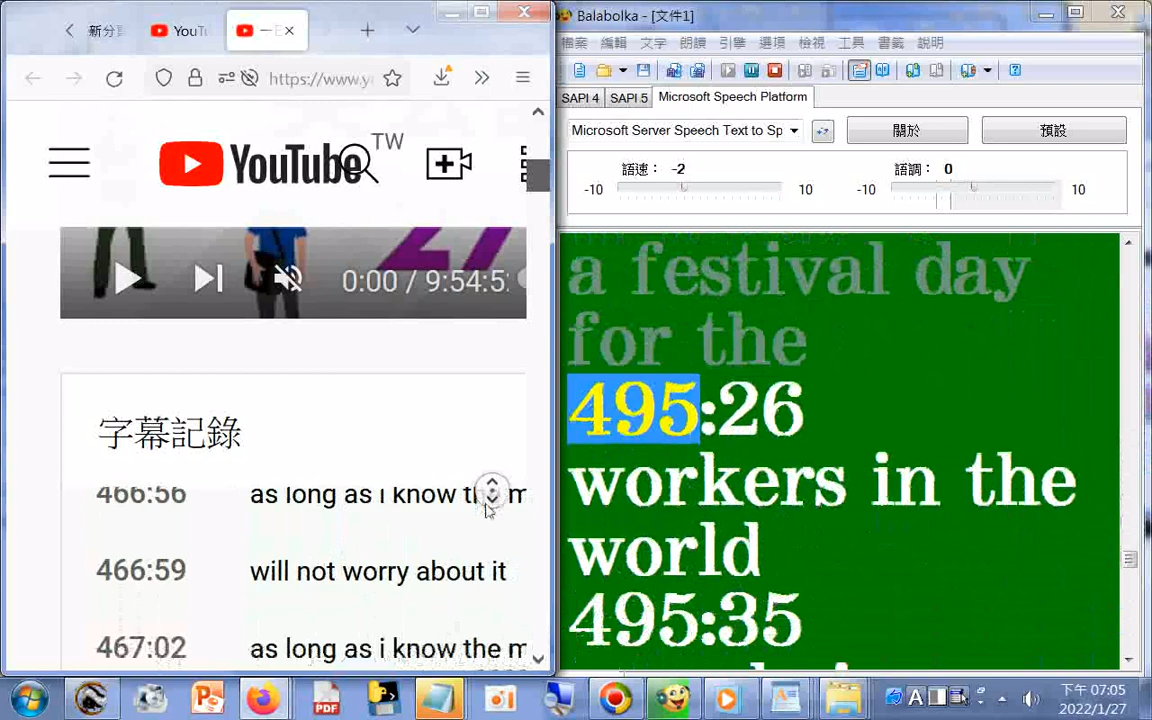 新分
YouT
一 E
https://www.y
TW
YouTube
27
0:00 / 9:54:5
字幕記錄
466:56 as long as i know the m
466:59 will not worry about it
467:02 as long as i know the m
Balabolka - [文件1]
檔案 編輯 文字 朗讀 引擎 選項 檢視 工具 書籤 說明
SAPI 4 SAPI 5 Microsoft Speech Platform
Microsoft Server Speech Text to Sp
關於
預設
語速： -2
語調： 0
-10 10 -10 10
a festival day
for the
495:26
workers in the
world
495:35
PDF
A
下午 07:05
2022/1/27